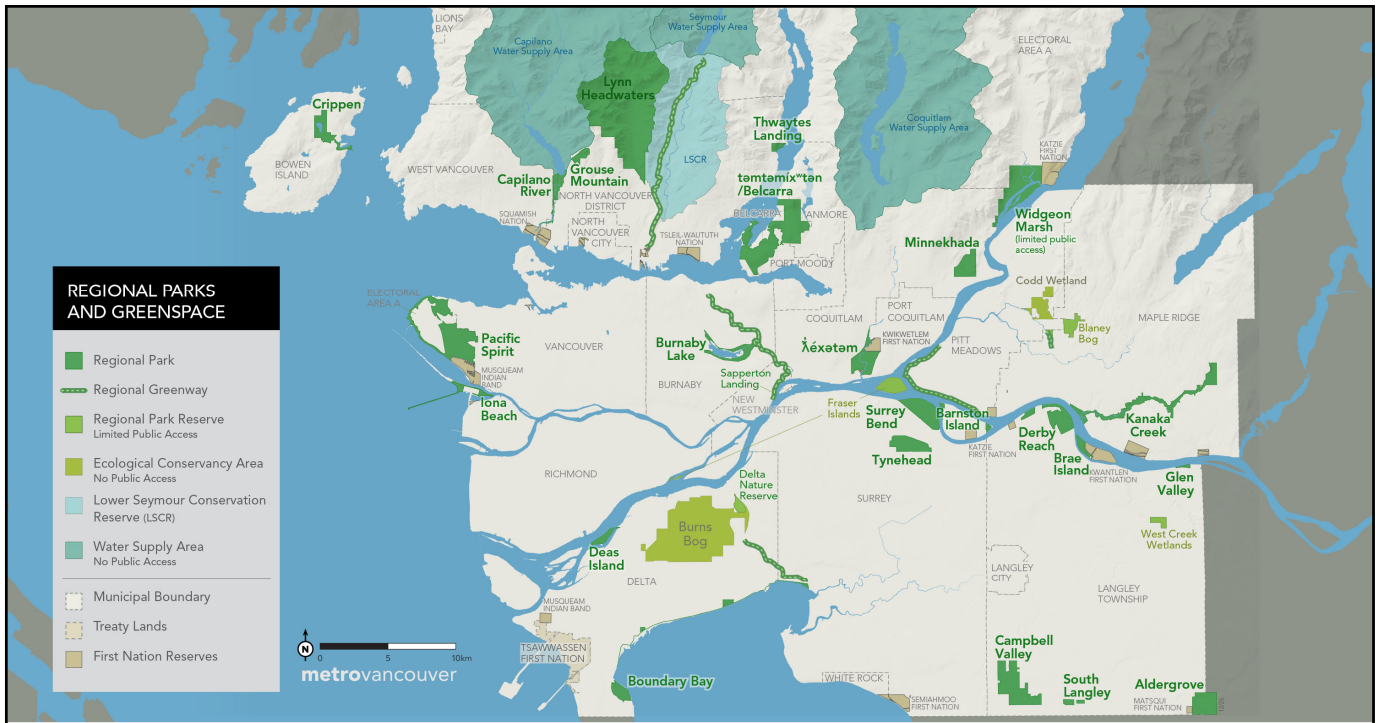 LIONS
BAY
Capilano
Water Supply Area
Seymour
Water Supply Area
ELECTORAL
AREA A
Lynn
Headwaters
Crippen
BOWEN
ISLAND
WEST VANCOUVER
Capilano
River
Grouse
Mountain
LSCR
Thwaytes
Landing
Coquitlam
Water Supply Area
KATZIE
FIRST
NATION
təmtəmíxʷtən
/Belcarra
NORTH VANCOUVER
DISTRICT
SQUAMISH
NATION
NORTH
VANCOUVER
CITY
TSLEIL-WAUTUTH
NATION
BELCARRA
ANMORE
PORT MOODY
Minnekhada
Widgeon
Marsh
(limited public
access)
Codd Wetland
Blaney
Bog
MAPLE RIDGE
REGIONAL PARKS
AND GREENSPACE
Regional Park
Regional Greenway
Regional Park Reserve
Limited Public Access
Ecological Conservancy Area
No Public Access
Lower Seymour Conservation
Reserve (LSCR)
Water Supply Area
No Public Access
Municipal Boundary
Treaty Lands
First Nation Reserves
ELECTORAL
AREA A
Pacific
Spirit
MUSQUEAM
INDIAN
BAND
Iona
Beach
VANCOUVER
Burnaby
Lake
BURNABY
Sapperton
Landing
NEW
WESTMINSTER
COQUITLAM
PORT
COQUITLAM
ƛ̓éxətəm
KWIKWETLEM
FIRST NATION
PITT
MEADOWS
Fraser
Islands
Surrey
Bend
Barnston
Island
Tynehead
KATZIE
FIRST NATION
Derby
Reach
Brae
Island
KWANTLEN
FIRST NATION
Kanaka
Creek
Glen
Valley
RICHMOND
Delta
Nature
Reserve
SURREY
Burns
Bog
Deas
Island
DELTA
West Creek
Wetlands
LANGLEY
CITY
LANGLEY
TOWNSHIP
MUSQUEAM
INDIAN BAND
TSAWWASSEN
FIRST NATION
N
0 5 10km
metrovancouver
Boundary Bay
WHITE ROCK
SEMIAHMOO
FIRST NATION
Campbell
Valley
South
Langley
Aldergrove
MATSQUI
FIRST NATION